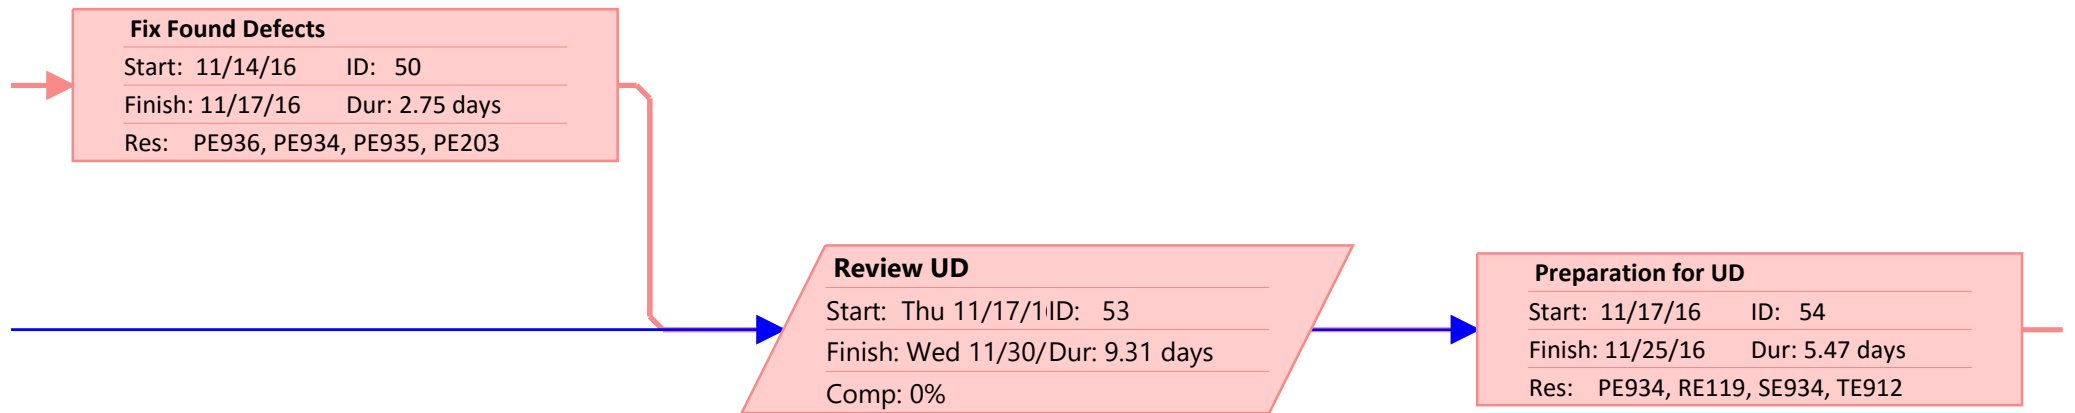 Fix Found Defects
Start: 11/14/16 ID: 50
Finish: 11/17/16 Dur: 2.75 days
Res: PE936, PE934, PE935, PE203
Review UD
Start: Thu 11/17/1 ID: 53
Finish: Wed 11/30/ Dur: 9.31 days
Comp: 0%
Preparation for UD
Start: 11/17/16 ID: 54
Finish: 11/25/16 Dur: 5.47 days
Res: PE934, RE119, SE934, TE912